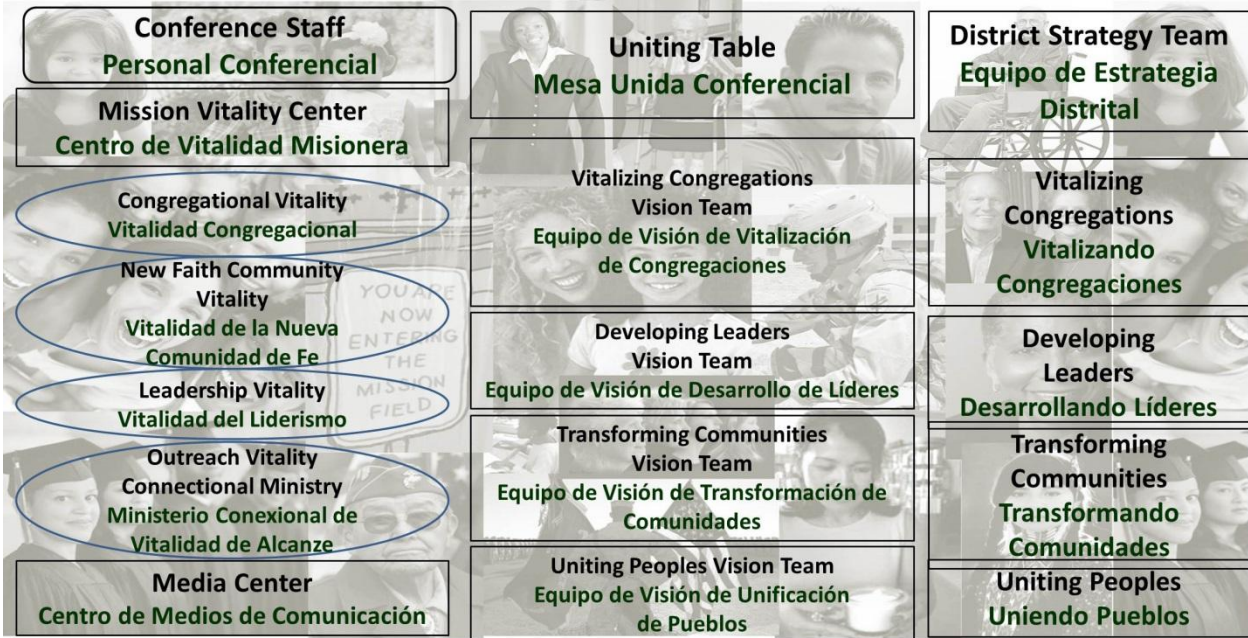 Conference Staff
Personal Conferencial
Mission Vitality Center
Centro de Vitalidad Misionera
Congregational Vitality
Vitalidad Congregacional
New Faith Community
Vitality
Vitalidad de la Nueva
Comunidad de Fe
Leadership Vitality
Vitalidad del Liderismo
Outreach Vitality
Connectional Ministry
Ministerio Conexional de
Vitalidad de Alcanze
Media Center
Centro de Medios de Comunicación
YOU ARE
NOW
ENTERING
THE
MISSION
FIELD
Uniting Table
Mesa Unida Conferencial
Vitalizing Congregations
Vision Team
Equipo de Visión de Vitalización
de Congregaciones
Developing Leaders
Vision Team
Equipo de Visión de Desarrollo de Líderes
Transforming Communities
Vision Team
Equipo de Visión de Transformación de
Comunidades
Uniting Peoples Vision Team
Equipo de Visión de Unificación
de Pueblos
District Strategy Team
Equipo de Estrategia
Distrital
Vitalizing
Congregations
Vitalizando
Congregaciones
Developing
Leaders
Desarrollando Líderes
Transforming
Communities
Transformando
Comunidades
Uniting Peoples
Uniendo Pueblos